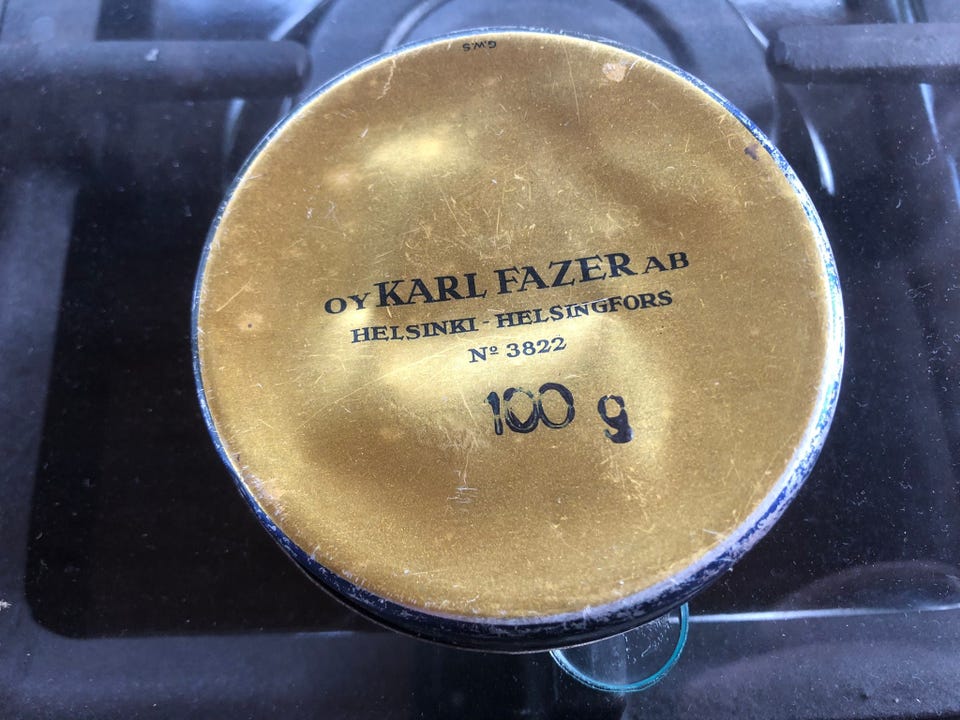 G.W.S
OY KARL FAZER AB
HELSINKI - HELSINGFORS
Nº 3822
100 g